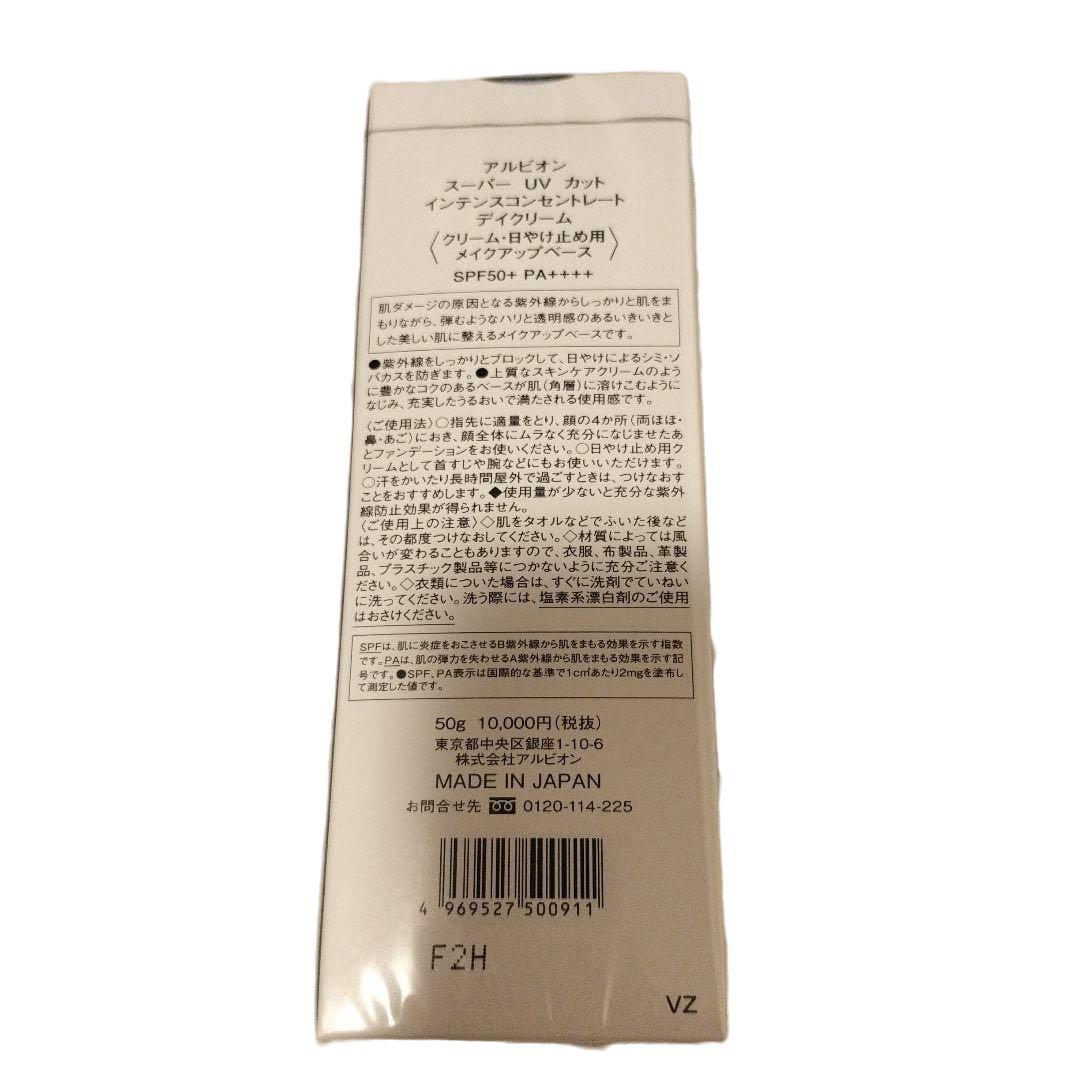 アルビオン
スーパー UV カット
インテンスコンセントレート
デイクリーム
〈クリーム・日やけ止め用
メイクアップベース〉
SPF50+ PA++++
肌ダメージの原因となる紫外線からしっかりと肌をま
もりながら、弾むようなハリと透明感のあるいきいきと
した美しい肌に整えるメイクアップベースです。
●紫外線をしっかりとブロックして、日やけによるシミ・ソ
バカスを防ぎます。●上質なスキンケアクリームのよう
に豊かなコクのあるベースが肌(角層)に溶けこむように
なじみ、充実したうるおいで満たされる使用感です。
〈ご使用法〉○指先に適量をとり、顔の4か所(両ほほ・
鼻・あご)におき、顔全体にムラなく充分になじませたあ
とファンデーションをお使いください。○日やけ止め用ク
リームとして首すじや腕などにもお使いいただけます。
○汗をかいたり長時間屋外で過ごすときは、つけなおす
ことをおすすめします。◆使用量が少ないと充分な紫外
線防止効果が得られません。
〈ご使用上の注意〉◇肌をタオルなどでふいた後など
は、その都度つけなおしてください。◇材質によっては風
合いが変わることもありますので、衣服、布製品、革製
品、プラスチック製品等につかないように充分ご注意く
ださい。◇衣類についた場合は、すぐに洗剤でていねい
に洗ってください。洗う際には、塩素系漂白剤のご使用
はおさけください。
SPFは、肌に炎症をおこさせるB紫外線から肌をまもる効果を示す指数
です。PAは、肌の弾力を失わせるA紫外線から肌をまもる効果を示す記
号です。●SPF、PA表示は国際的な基準で1c㎡あたり2mgを塗布し
て測定した値です。
50g 10,000円(税抜)
東京都中央区銀座1-10-6
株式会社アルビオン
MADE IN JAPAN
お問合せ先 0120-114-225
4 969527 500911
F2H
VZ